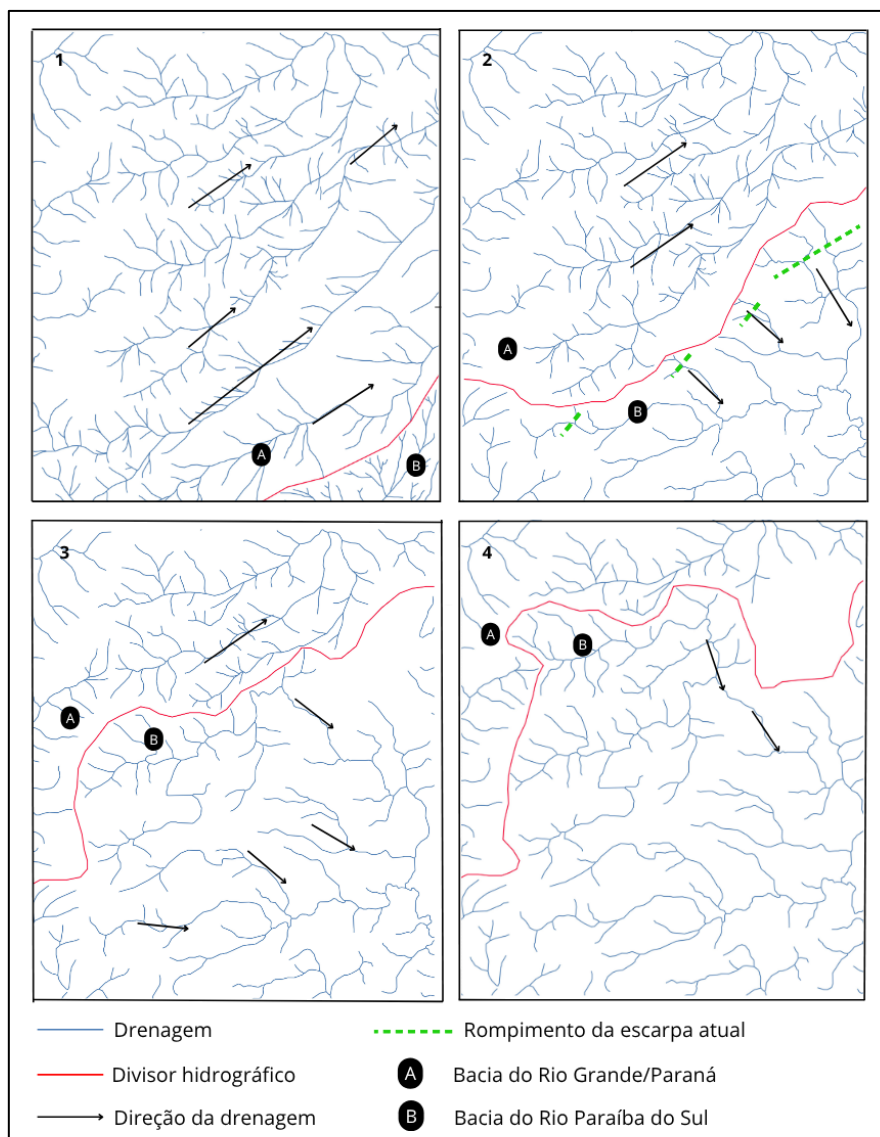 1
2
A
B
A
B
3
4
A
B
A
B
Drenagem
Rompimento da escarpa atual
Divisor hidrográfico
A Bacia do Rio Grande/Paraná
Direção da drenagem
B Bacia do Rio Paraíba do Sul